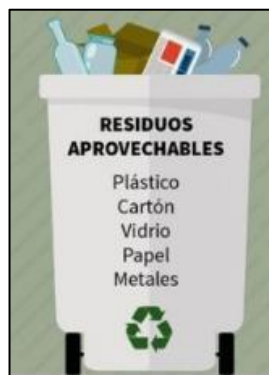 RESIDUOS
APROVECHABLES
Plástico
Cartón
Vidrio
Papel
Metales